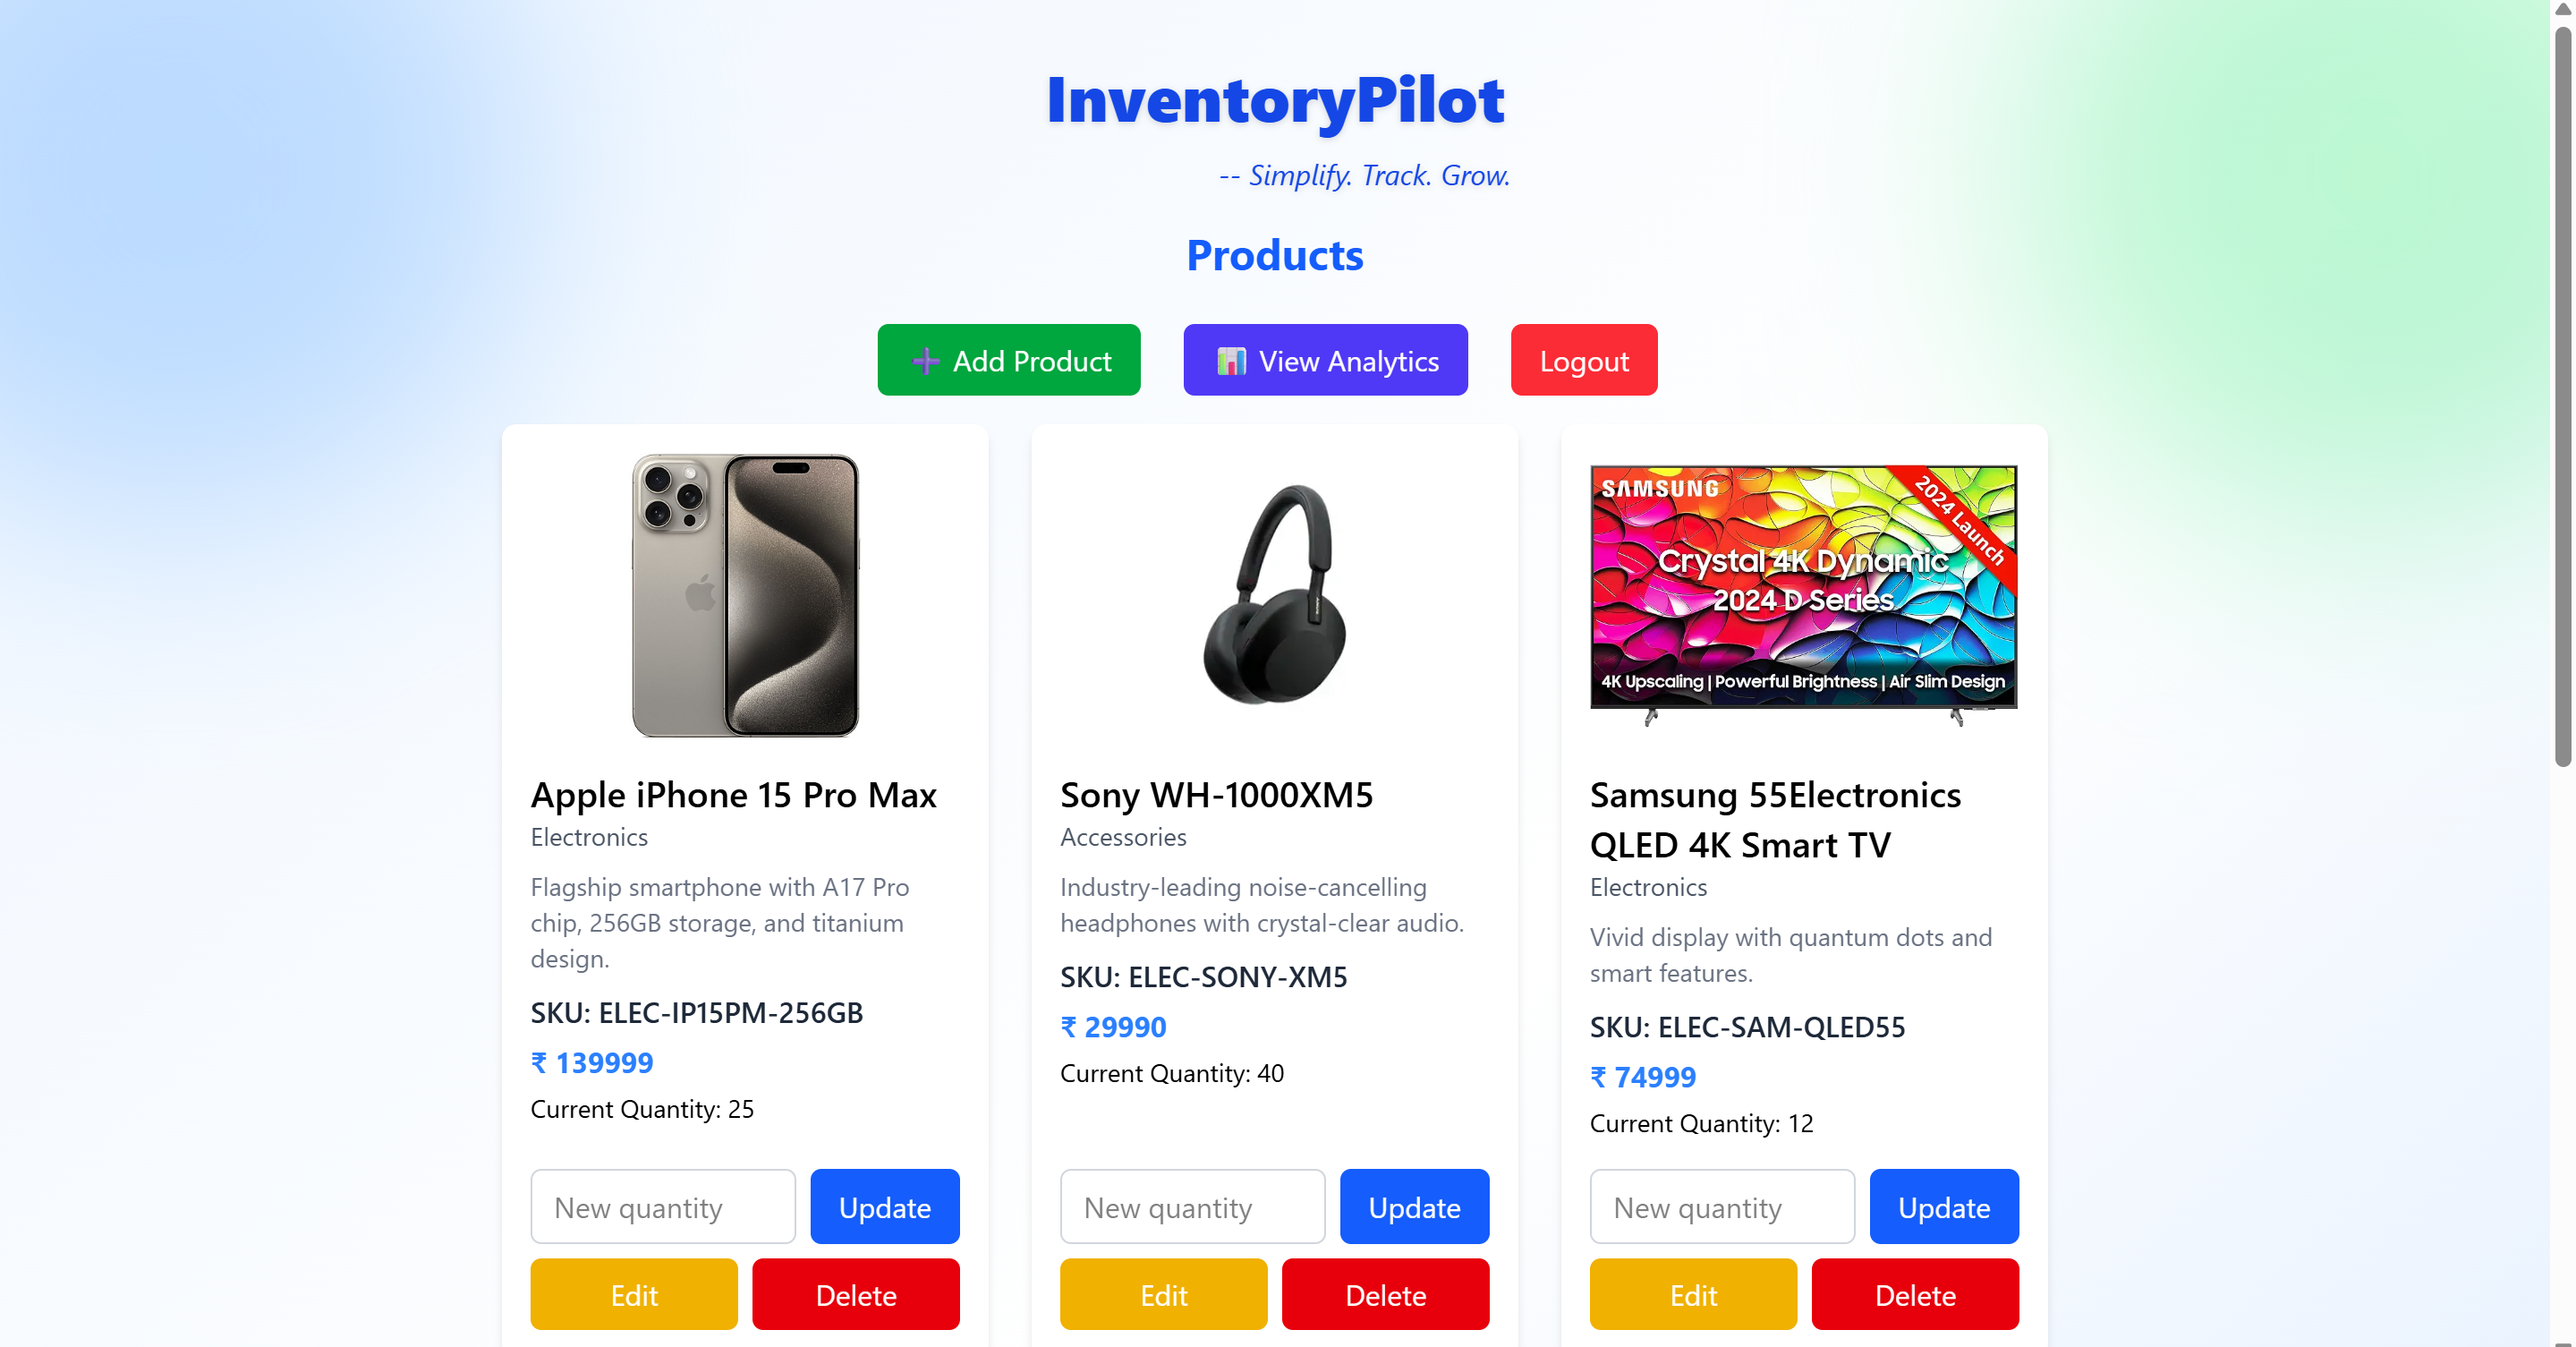 InventoryPilot
-- Simplify. Track. Grow.
Products
➕ Add Product
📊 View Analytics
Logout
SAMSUNG
2024 Launch
Crystal 4K Dynamic
2024 D Series
4K Upscaling | Powerful Brightness | Air Slim Design
Apple iPhone 15 Pro Max
Electronics
Flagship smartphone with A17 Pro
chip, 256GB storage, and titanium
design.
SKU: ELEC-IP15PM-256GB
₹ 139999
Current Quantity: 25
New quantity
Update
Edit
Delete
Sony WH-1000XM5
Accessories
Industry-leading noise-cancelling
headphones with crystal-clear audio.
SKU: ELEC-SONY-XM5
₹ 29990
Current Quantity: 40
New quantity
Update
Edit
Delete
Samsung 55Electronics
QLED 4K Smart TV
Electronics
Vivid display with quantum dots and
smart features.
SKU: ELEC-SAM-QLED55
₹ 74999
Current Quantity: 12
New quantity
Update
Edit
Delete